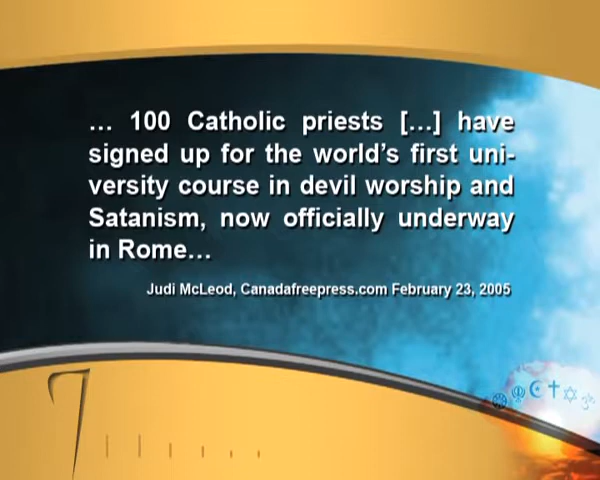 … 100 Catholic priests […] have
signed up for the world’s first uni-
versity course in devil worship and
Satanism, now officially underway
in Rome…
Judi McLeod, Canadafreepress.com February 23, 2005